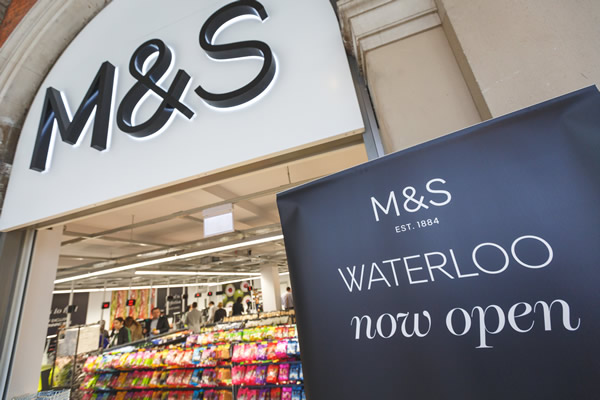 M&S
M&S
EST. 1884
WATERLOO
now open